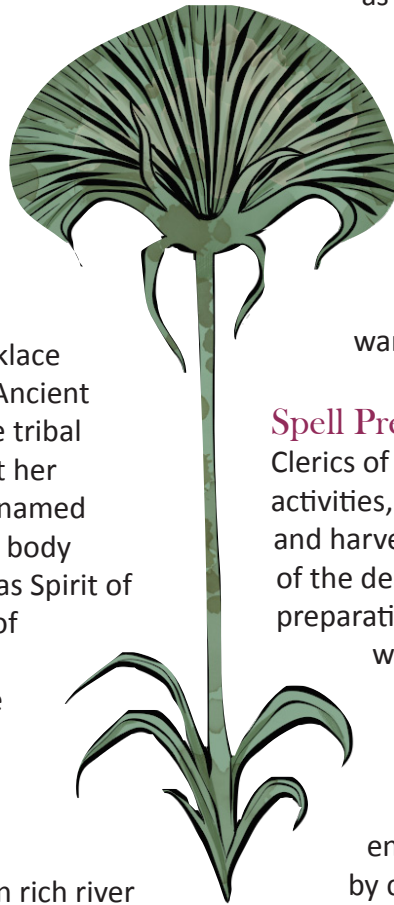 as
klace
Ancient
e tribal
t her
named
body
as Spirit of
of
e
n rich river
war
Spell Pre
Clerics of
activities,
and harve
of the de
preparati
w
en
by c